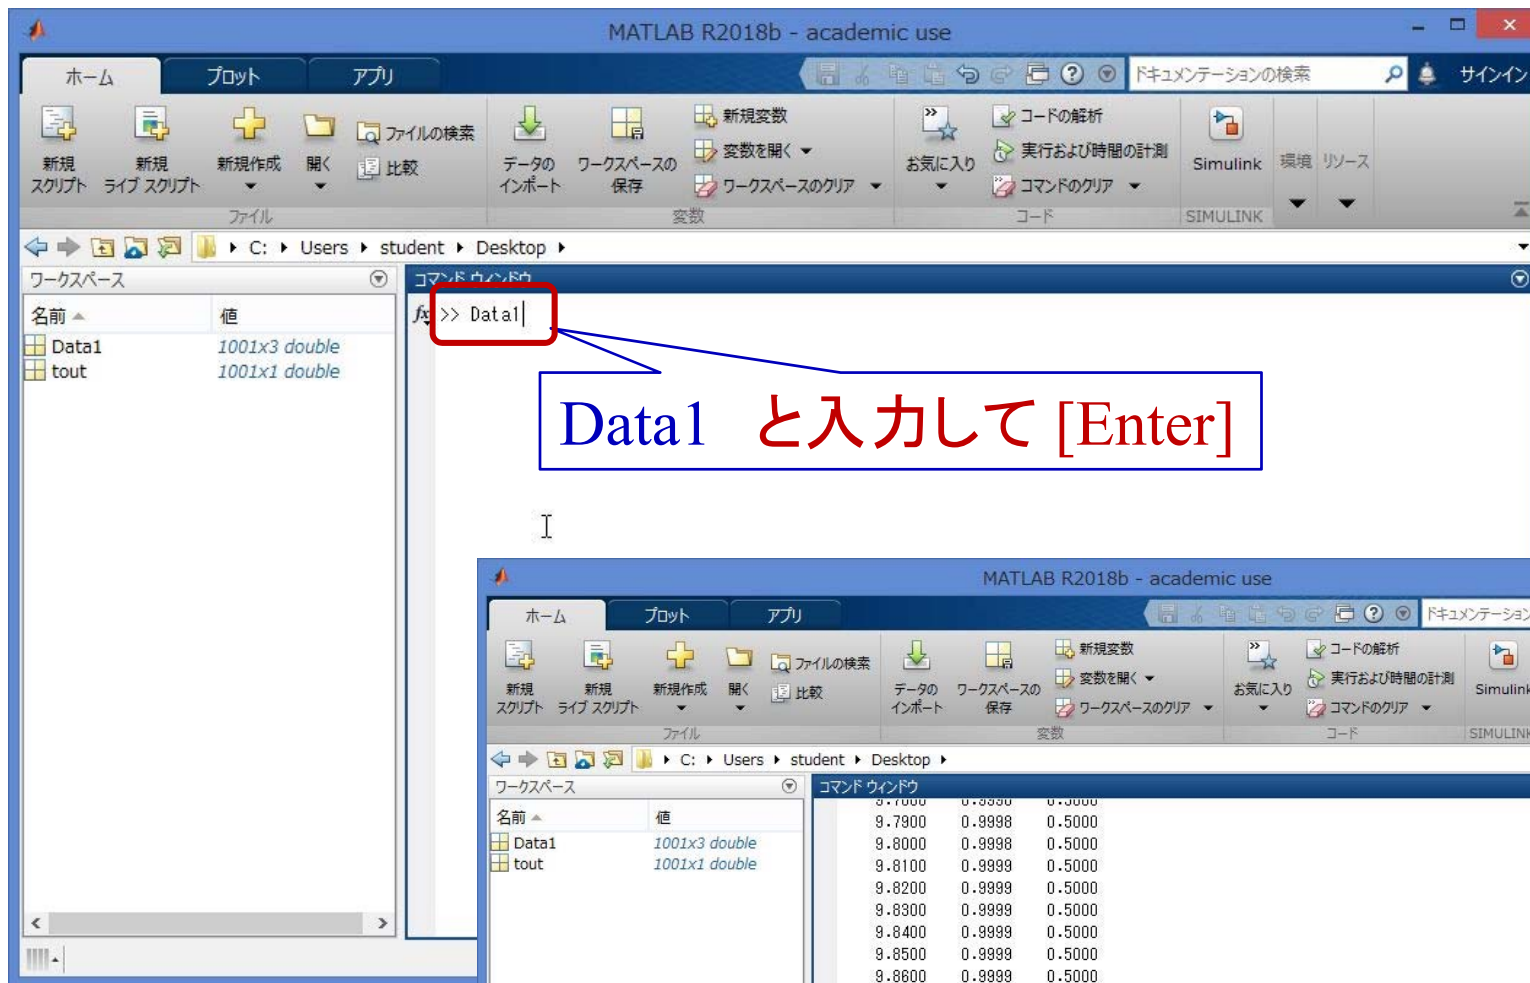 MATLAB R2018b - academic use
ホーム プロット アプリ ドキュメンテーションの検索 サインイン
新規 スクリプト
新規 ライブ スクリプト
新規作成
開く
ファイルの検索
比較
データの インポート
ワークスペースの 保存
新規変数
変数を開く
ワークスペースのクリア
お気に入り
コードの解析
実行および時間の計測
コマンドのクリア
Simulink
環境 リソース
ファイル 変数 コード SIMULINK
C: Users student Desktop
ワークスペース
名前 値
Data1 1001x3 double
tout 1001x1 double
コマンド ウィンドウ
fx >> Data1
Data1 と入力して [Enter]
MATLAB R2018b - academic use
ホーム プロット アプリ
新規 スクリプト
新規 ライブ スクリプト
新規作成
開く
ファイルの検索
比較
データの インポート
ワークスペースの 保存
新規変数
変数を開く
ワークスペースのクリア
お気に入り
コードの解析
実行および時間の計測
コマンドのクリア
Simulink
ファイル 変数 コード SIMULINK
C: Users student Desktop
ワークスペース
名前 値
Data1 1001x3 double
tout 1001x1 double
コマンド ウィンドウ
9.7900 0.9998 0.5000
9.8000 0.9998 0.5000
9.8100 0.9999 0.5000
9.8200 0.9999 0.5000
9.8300 0.9999 0.5000
9.8400 0.9999 0.5000
9.8500 0.9999 0.5000
9.8600 0.9999 0.5000